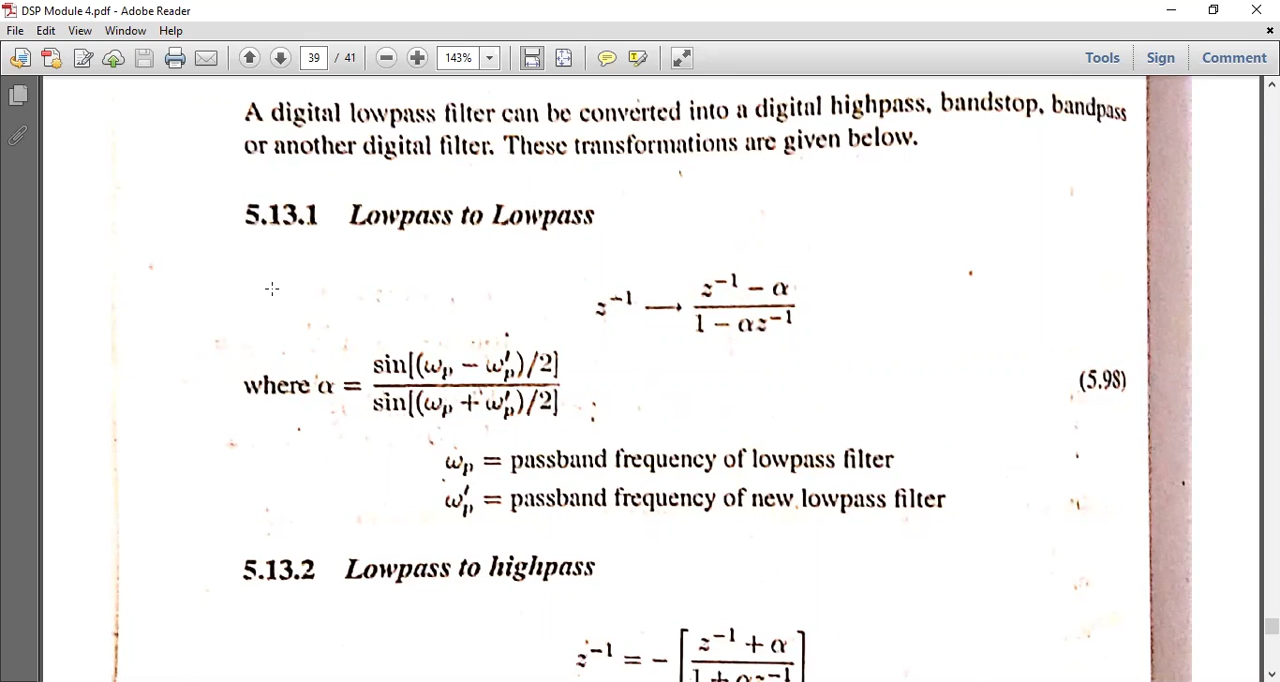 DSP Module 4.pdf - Adobe Reader
File Edit View Window Help
39 / 41 143% Tools Sign Comment
A digital lowpass filter can be converted into a digital highpass, bandstop, bandpass
or another digital filter. These transformations are given below.
5.13.1 Lowpass to Lowpass
z⁻¹ ⟶ (z⁻¹ − α) / (1 − αz⁻¹)
where α = sin[(ωₚ − ω′ₚ)/2] / sin[(ωₚ + ω′ₚ)/2] (5.98)
ωₚ = passband frequency of lowpass filter
ω′ₚ = passband frequency of new lowpass filter
5.13.2 Lowpass to highpass
z⁻¹ = − [(z⁻¹ + α) / (1 + αz⁻¹)]